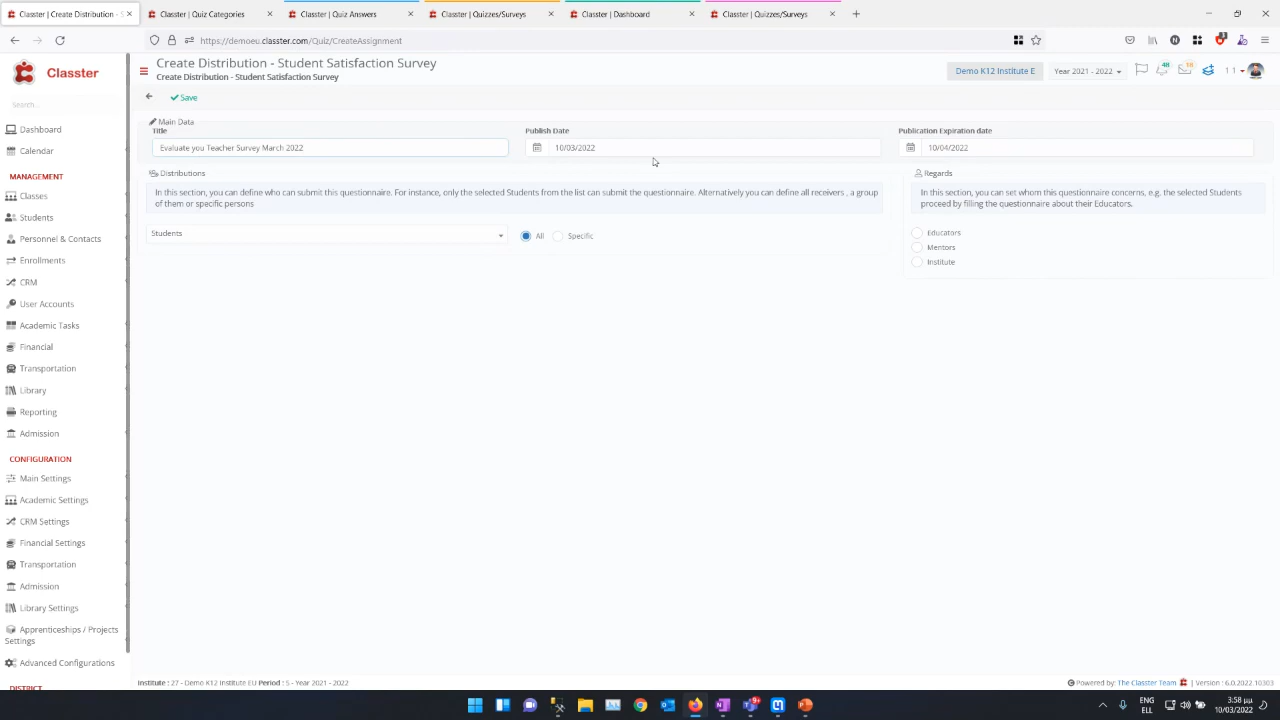 Classter | Create Distribution - S
Classter | Quiz Categories
Classter | Quiz Answers
Classter | Quizzes/Surveys
Classter | Dashboard
Classter | Quizzes/Surveys
https://demoeu.classter.com/Quiz/CreateAssignment
Classter
Create Distribution - Student Satisfaction Survey
Create Distribution - Student Satisfaction Survey
Demo K12 Institute E
Year 2021 - 2022
48
18
1 1
Search...
Save
Dashboard
Calendar
MANAGEMENT
Classes
Students
Personnel & Contacts
Enrollments
CRM
User Accounts
Academic Tasks
Financial
Transportation
Library
Reporting
Admission
CONFIGURATION
Main Settings
Academic Settings
CRM Settings
Financial Settings
Transportation
Admission
Library Settings
Apprenticeships / Projects
Settings
Advanced Configurations
DISTRICT
Main Data
Title
Publish Date
Publication Expiration date
Evaluate you Teacher Survey March 2022
10/03/2022
10/04/2022
Distributions
In this section, you can define who can submit this questionnaire. For instance, only the selected Students from the list can submit the questionnaire. Alternatively you can define all receivers , a group
of them or specific persons
Students
All
Specific
Regards
In this section, you can set whom this questionnaire concerns, e.g. the selected Students
proceed by filling the questionnaire about their Educators.
Educators
Mentors
Institute
Institute : 27 - Demo K12 Institute EU Period : 5 - Year 2021 - 2022
Powered by: The Classter Team | Version : 6.0.2022.10303
ENG
ΕΛ
3:58 μμ
10/03/2022